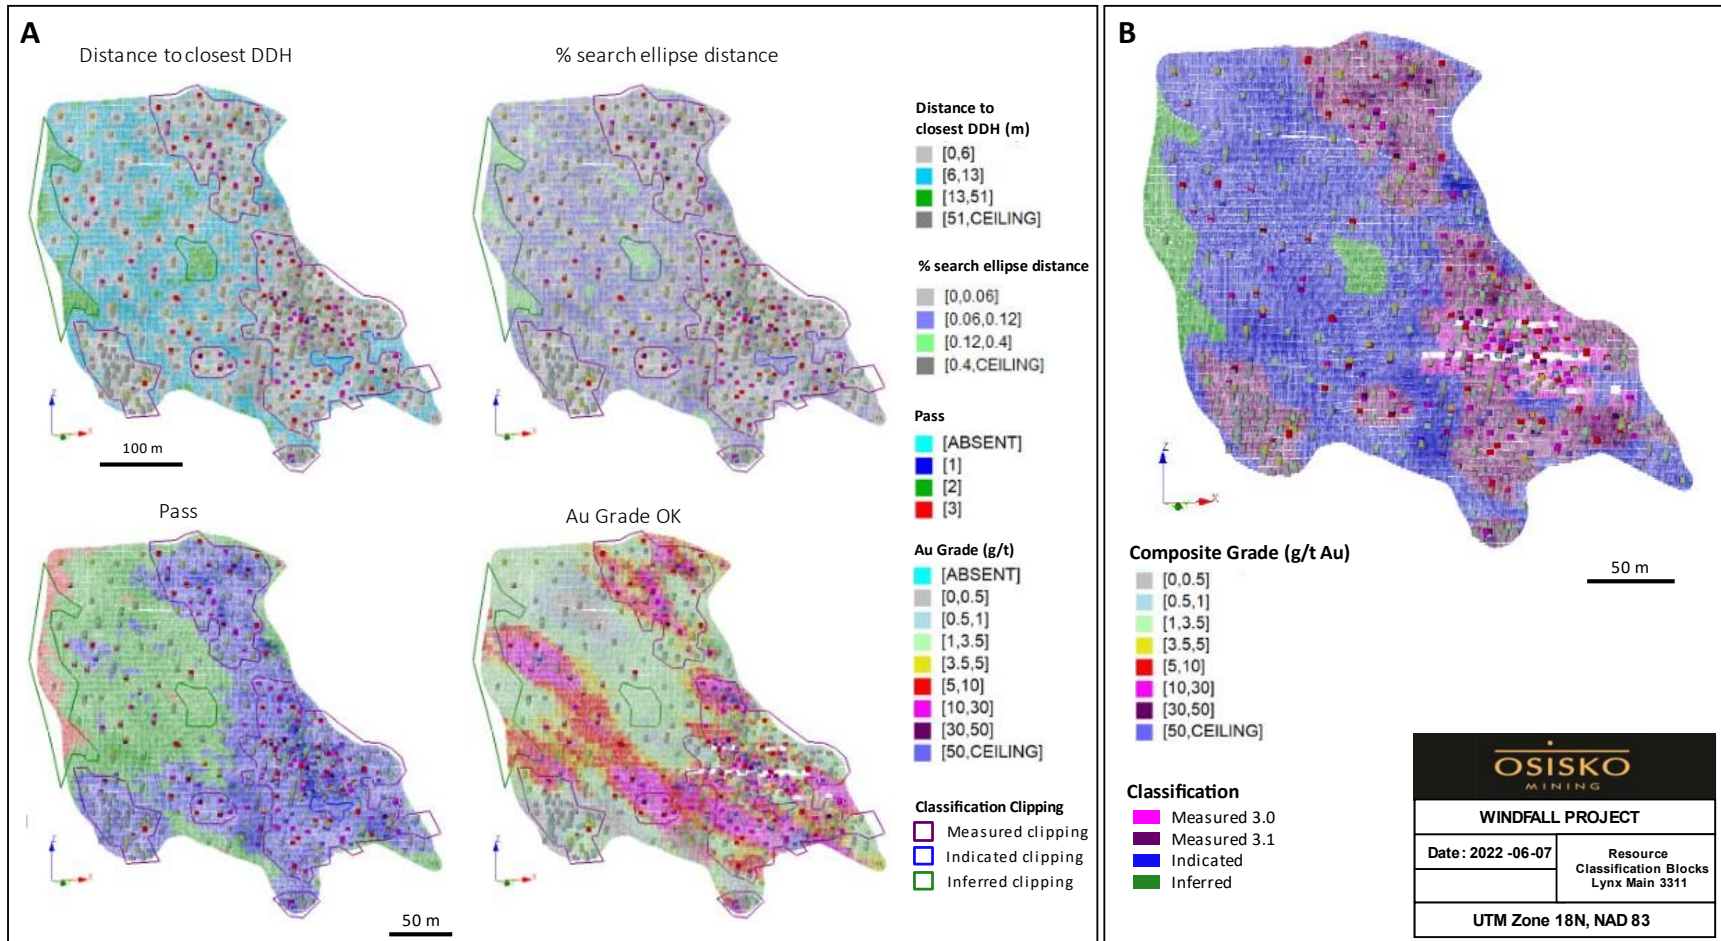 A
Distance to closest DDH
% search ellipse distance
100 m
Pass
Au Grade OK
50 m
Distance to
closest DDH (m)
[0,6]
[6,13]
[13,51]
[51,CEILING]
% search ellipse distance
[0,0.06]
[0.06,0.12]
[0.12,0.4]
[0.4,CEILING]
Pass
[ABSENT]
[1]
[2]
[3]
Au Grade (g/t)
[ABSENT]
[0,0.5]
[0.5,1]
[1,3.5]
[3.5,5]
[5,10]
[10,30]
[30,50]
[50,CEILING]
Classification Clipping
Measured clipping
Indicated clipping
Inferred clipping
B
Z
X
50 m
Composite Grade (g/t Au)
[0,0.5]
[0.5,1]
[1,3.5]
[3.5,5]
[5,10]
[10,30]
[30,50]
[50,CEILING]
Classification
Measured 3.0
Measured 3.1
Indicated
Inferred
OSISKO
MINING
WINDFALL PROJECT
Date: 2022 -06-07
Resource
Classification Blocks
Lynx Main 3311
UTM Zone 18N, NAD 83